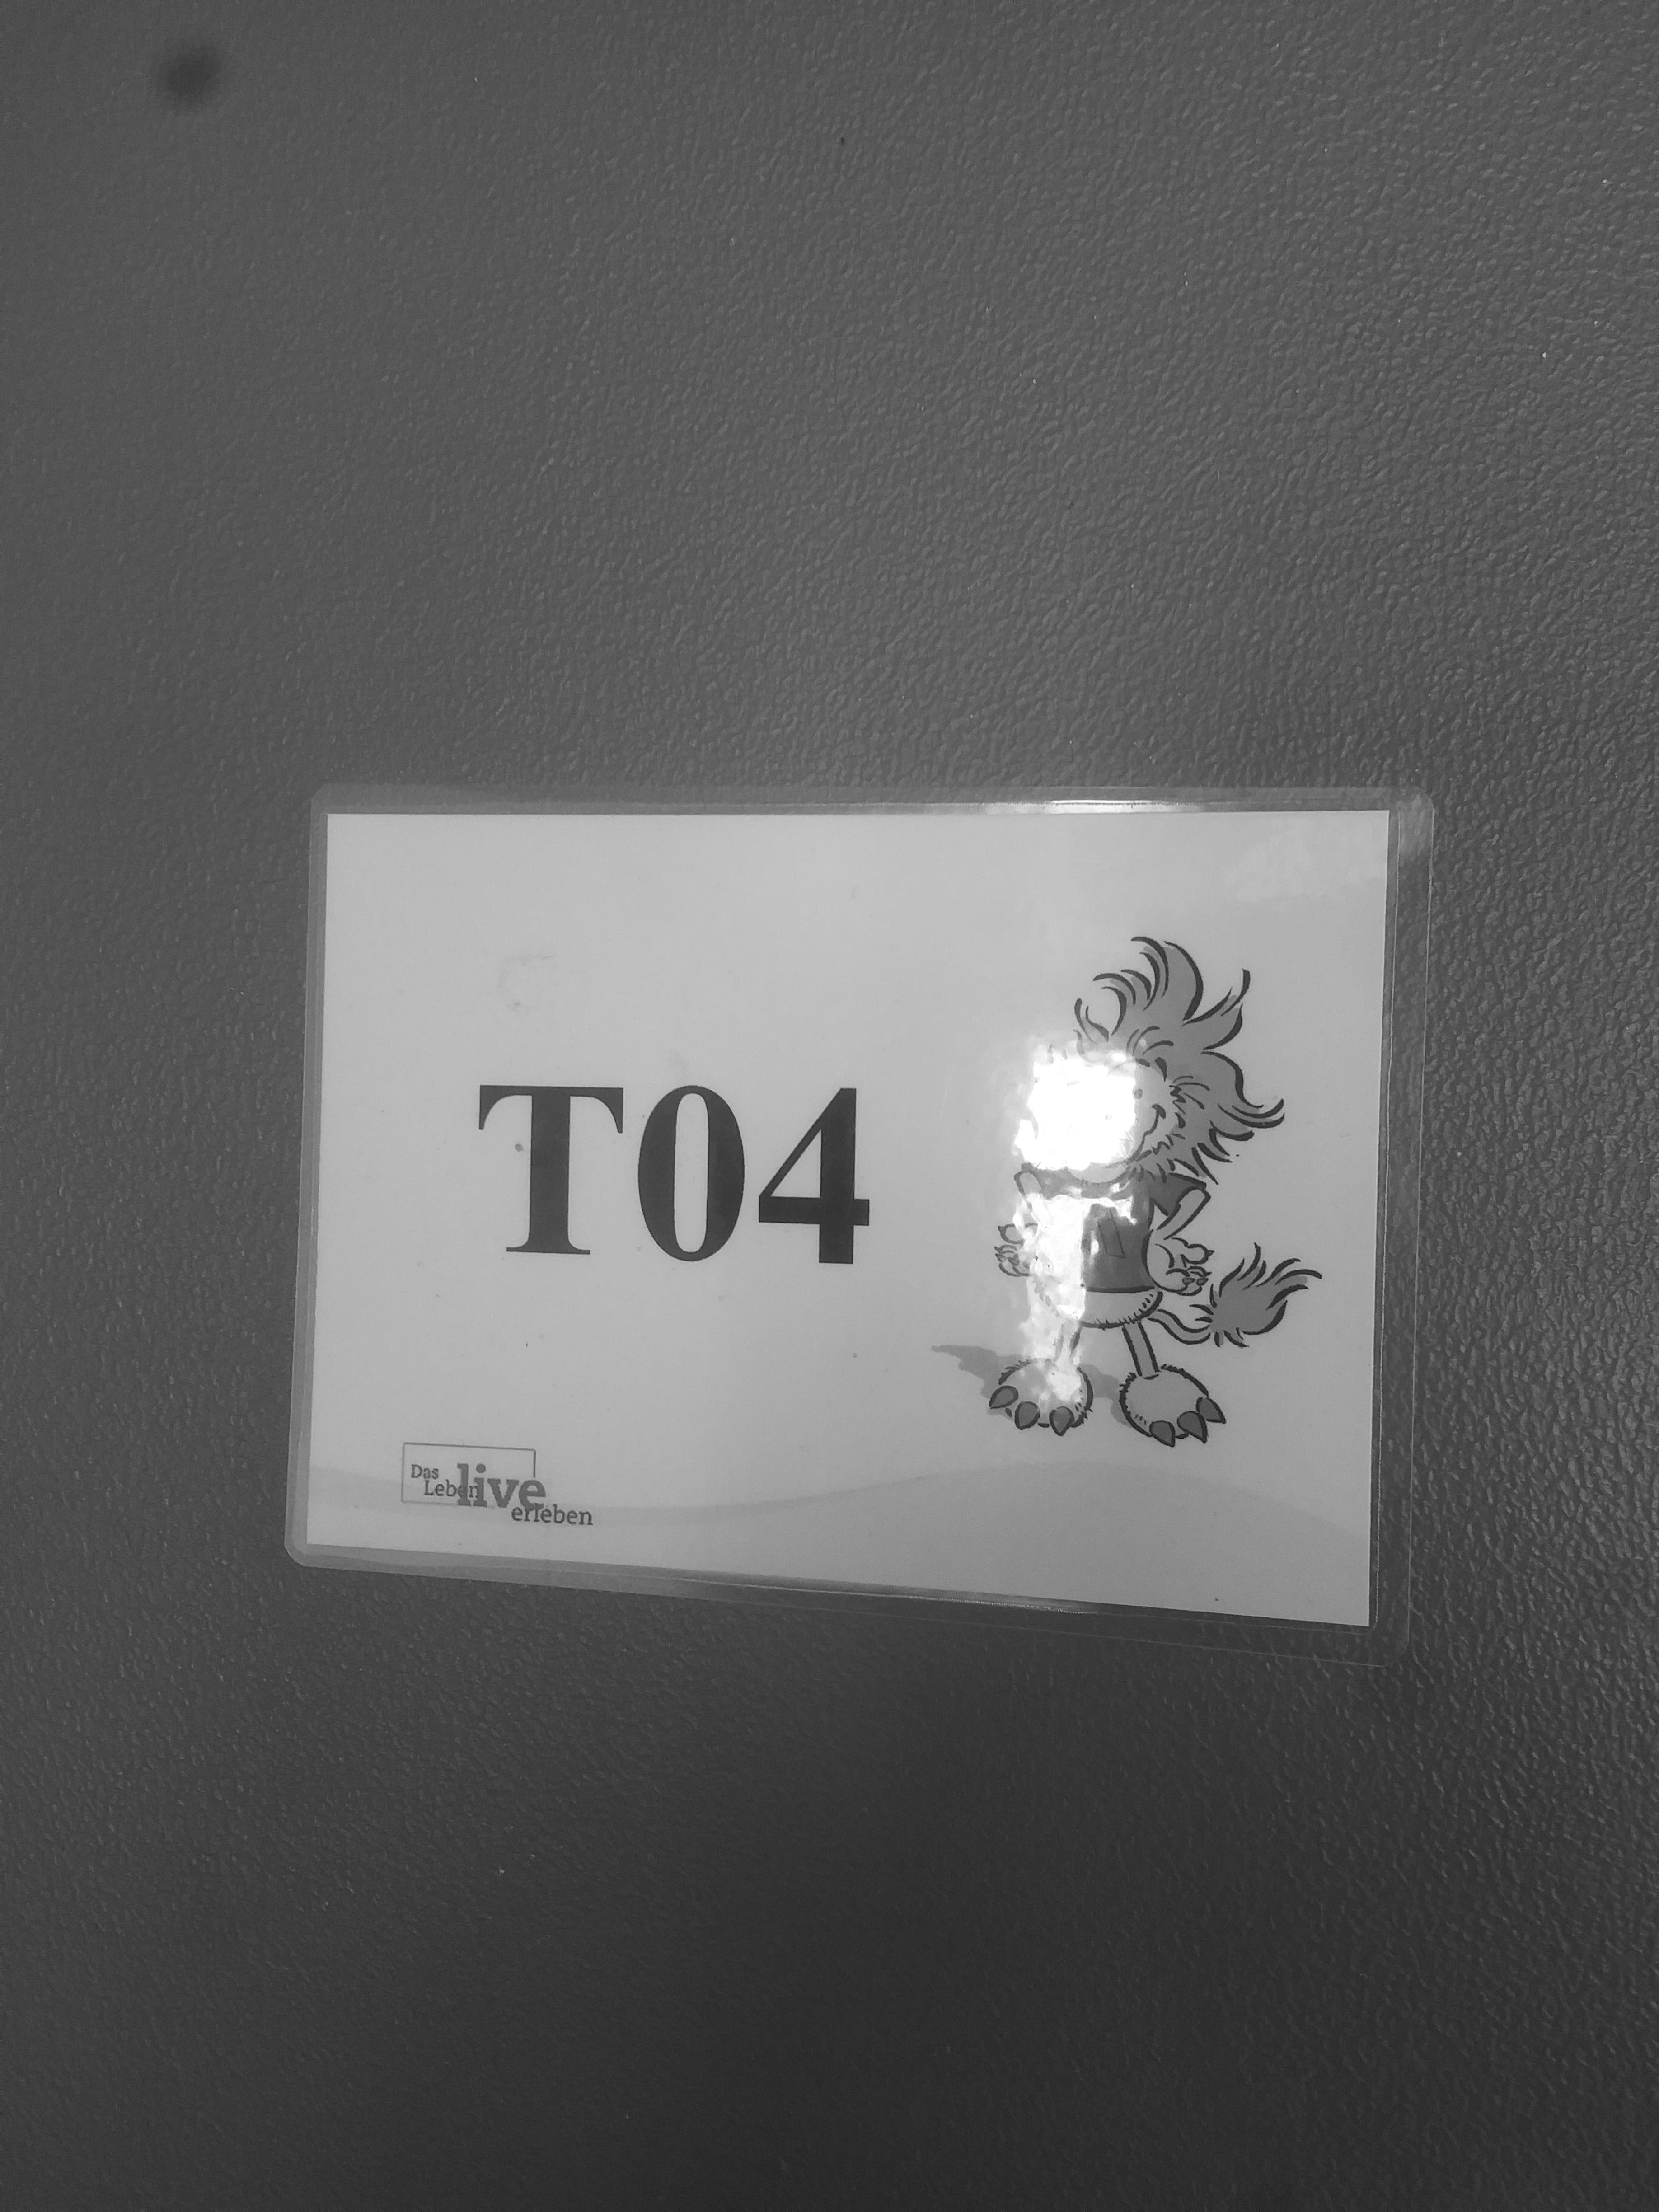 T04
Das
Leben live
erleben